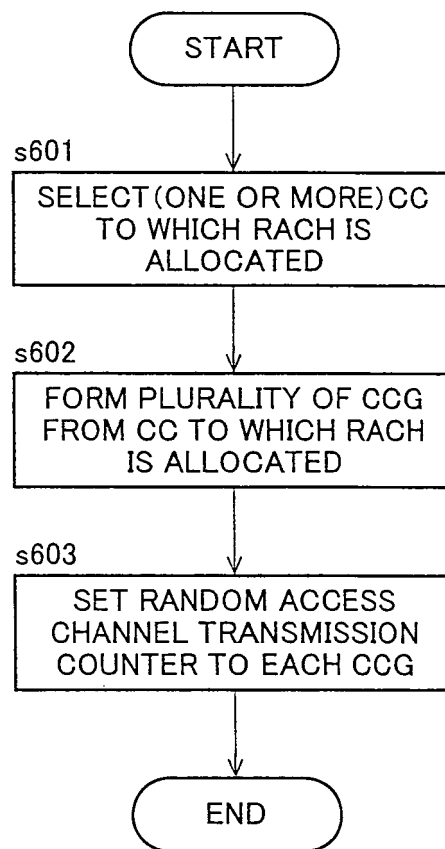 START
s601
SELECT(ONE OR MORE)CC
TO WHICH RACH IS
ALLOCATED
s602
FORM PLURALITY OF CCG
FROM CC TO WHICH RACH
IS ALLOCATED
s603
SET RANDOM ACCESS
CHANNEL TRANSMISSION
COUNTER TO EACH CCG
END